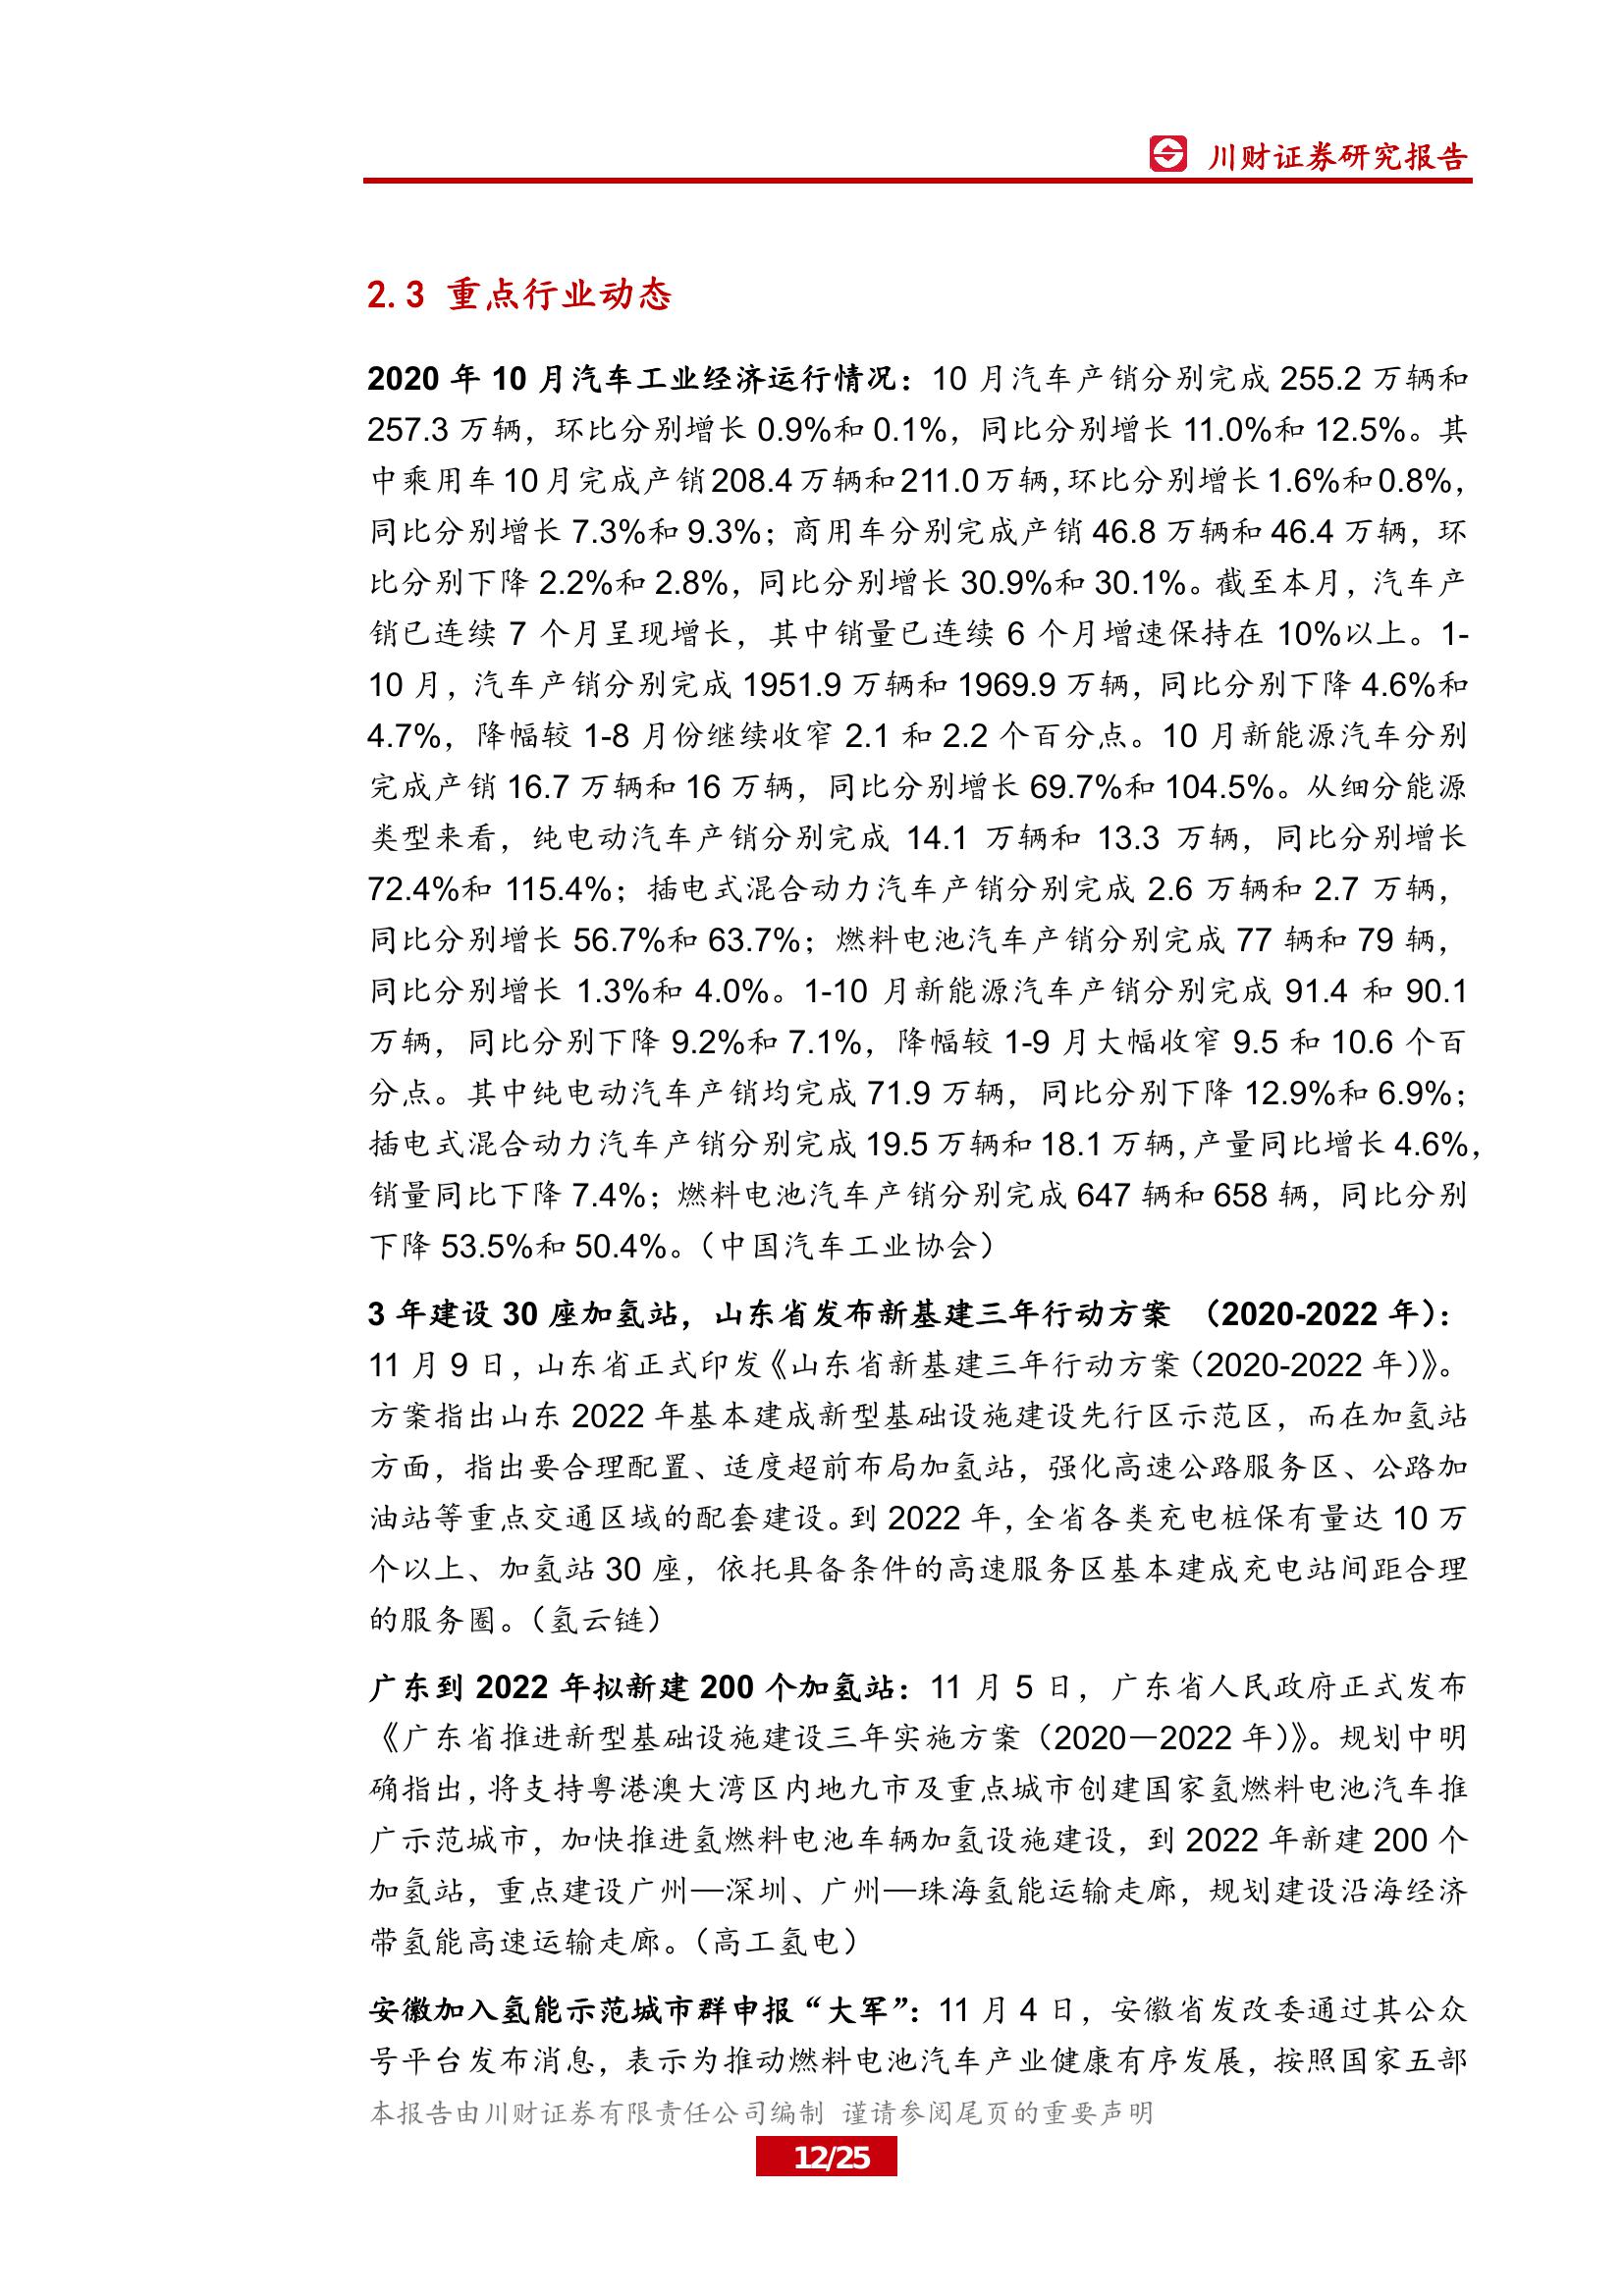 川财证券研究报告
2.3 重点行业动态
2020 年 10 月汽车工业经济运行情况：10 月汽车产销分别完成 255.2 万辆和
257.3 万辆，环比分别增长 0.9%和 0.1%，同比分别增长 11.0%和 12.5%。其
中乘用车 10 月完成产销 208.4 万辆和 211.0 万辆，环比分别增长 1.6%和 0.8%，
同比分别增长 7.3%和 9.3%；商用车分别完成产销 46.8 万辆和 46.4 万辆，环
比分别下降 2.2%和 2.8%，同比分别增长 30.9%和 30.1%。截至本月，汽车产
销已连续 7 个月呈现增长，其中销量已连续 6 个月增速保持在 10%以上。1-
10 月，汽车产销分别完成 1951.9 万辆和 1969.9 万辆，同比分别下降 4.6%和
4.7%，降幅较 1-8 月份继续收窄 2.1 和 2.2 个百分点。10 月新能源汽车分别
完成产销 16.7 万辆和 16 万辆，同比分别增长 69.7%和 104.5%。从细分能源
类型来看，纯电动汽车产销分别完成 14.1 万辆和 13.3 万辆，同比分别增长
72.4%和 115.4%；插电式混合动力汽车产销分别完成 2.6 万辆和 2.7 万辆，
同比分别增长 56.7%和 63.7%；燃料电池汽车产销分别完成 77 辆和 79 辆，
同比分别增长 1.3%和 4.0%。1-10 月新能源汽车产销分别完成 91.4 和 90.1
万辆，同比分别下降 9.2%和 7.1%，降幅较 1-9 月大幅收窄 9.5 和 10.6 个百
分点。其中纯电动汽车产销均完成 71.9 万辆，同比分别下降 12.9%和 6.9%；
插电式混合动力汽车产销分别完成 19.5 万辆和 18.1 万辆，产量同比增长 4.6%，
销量同比下降 7.4%；燃料电池汽车产销分别完成 647 辆和 658 辆，同比分别
下降 53.5%和 50.4%。（中国汽车工业协会）
3 年建设 30 座加氢站，山东省发布新基建三年行动方案 （2020-2022 年）：
11 月 9 日，山东省正式印发《山东省新基建三年行动方案（2020-2022 年）》。
方案指出山东 2022 年基本建成新型基础设施建设先行区示范区，而在加氢站
方面，指出要合理配置、适度超前布局加氢站，强化高速公路服务区、公路加
油站等重点交通区域的配套建设。到 2022 年，全省各类充电桩保有量达 10 万
个以上、加氢站 30 座，依托具备条件的高速服务区基本建成充电站间距合理
的服务圈。（氢云链）
广东到 2022 年拟新建 200 个加氢站：11 月 5 日，广东省人民政府正式发布
《广东省推进新型基础设施建设三年实施方案（2020—2022 年）》。规划中明
确指出，将支持粤港澳大湾区内地九市及重点城市创建国家氢燃料电池汽车推
广示范城市，加快推进氢燃料电池车辆加氢设施建设，到 2022 年新建 200 个
加氢站，重点建设广州—深圳、广州—珠海氢能运输走廊，规划建设沿海经济
带氢能高速运输走廊。（高工氢电）
安徽加入氢能示范城市群申报“大军”：11 月 4 日，安徽省发改委通过其公众
号平台发布消息，表示为推动燃料电池汽车产业健康有序发展，按照国家五部
本报告由川财证券有限责任公司编制 谨请参阅尾页的重要声明
12/25